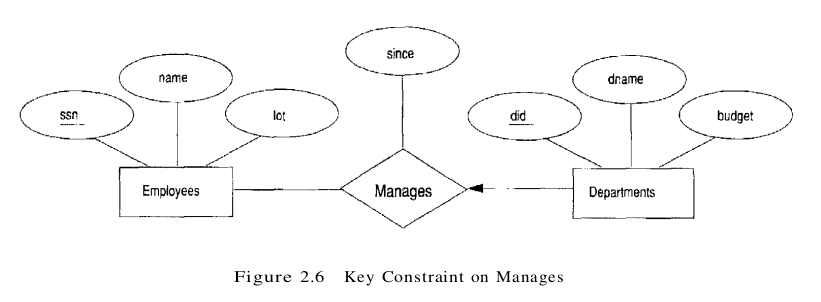 since
name
dname
ssn
lot
did
budget
Employees
Manages
Departments
Figure 2.6 Key Constraint on Manages